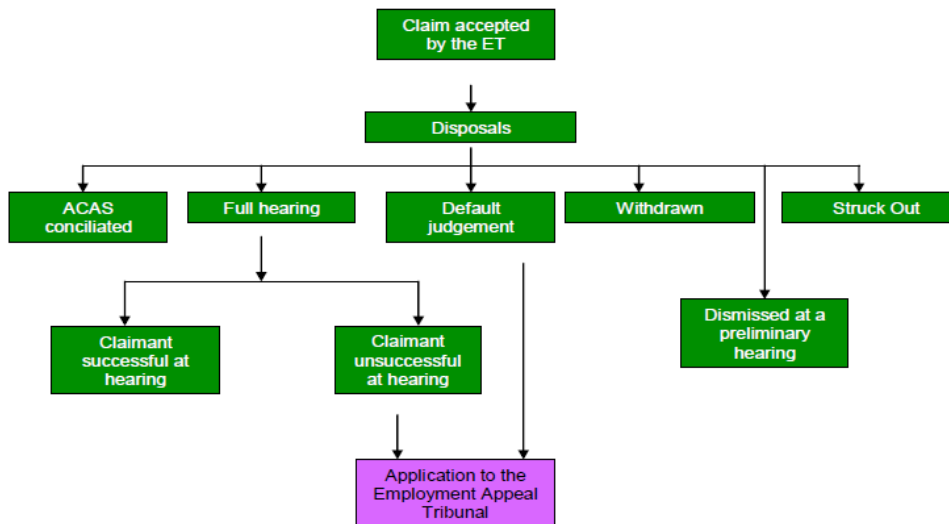 Claim accepted
by the ET
Disposals
ACAS
conciliated
Full hearing
Default
judgement
Withdrawn
Struck Out
Dismissed at a
preliminary
hearing
Claimant
successful at
hearing
Claimant
unsuccessful
at hearing
Application to the
Employment Appeal
Tribunal